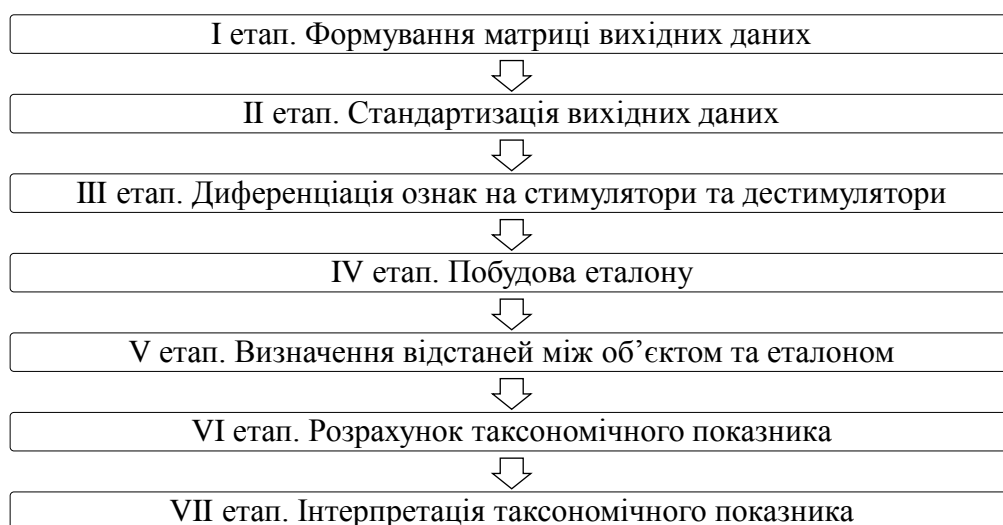 I етап. Формування матриці вихідних даних
II етап. Стандартизація вихідних даних
III етап. Диференціація ознак на стимулятори та дестимулятори
IV етап. Побудова еталону
V етап. Визначення відстаней між об’єктом та еталоном
VI етап. Розрахунок таксономічного показника
VII етап. Інтерпретація таксономічного показника